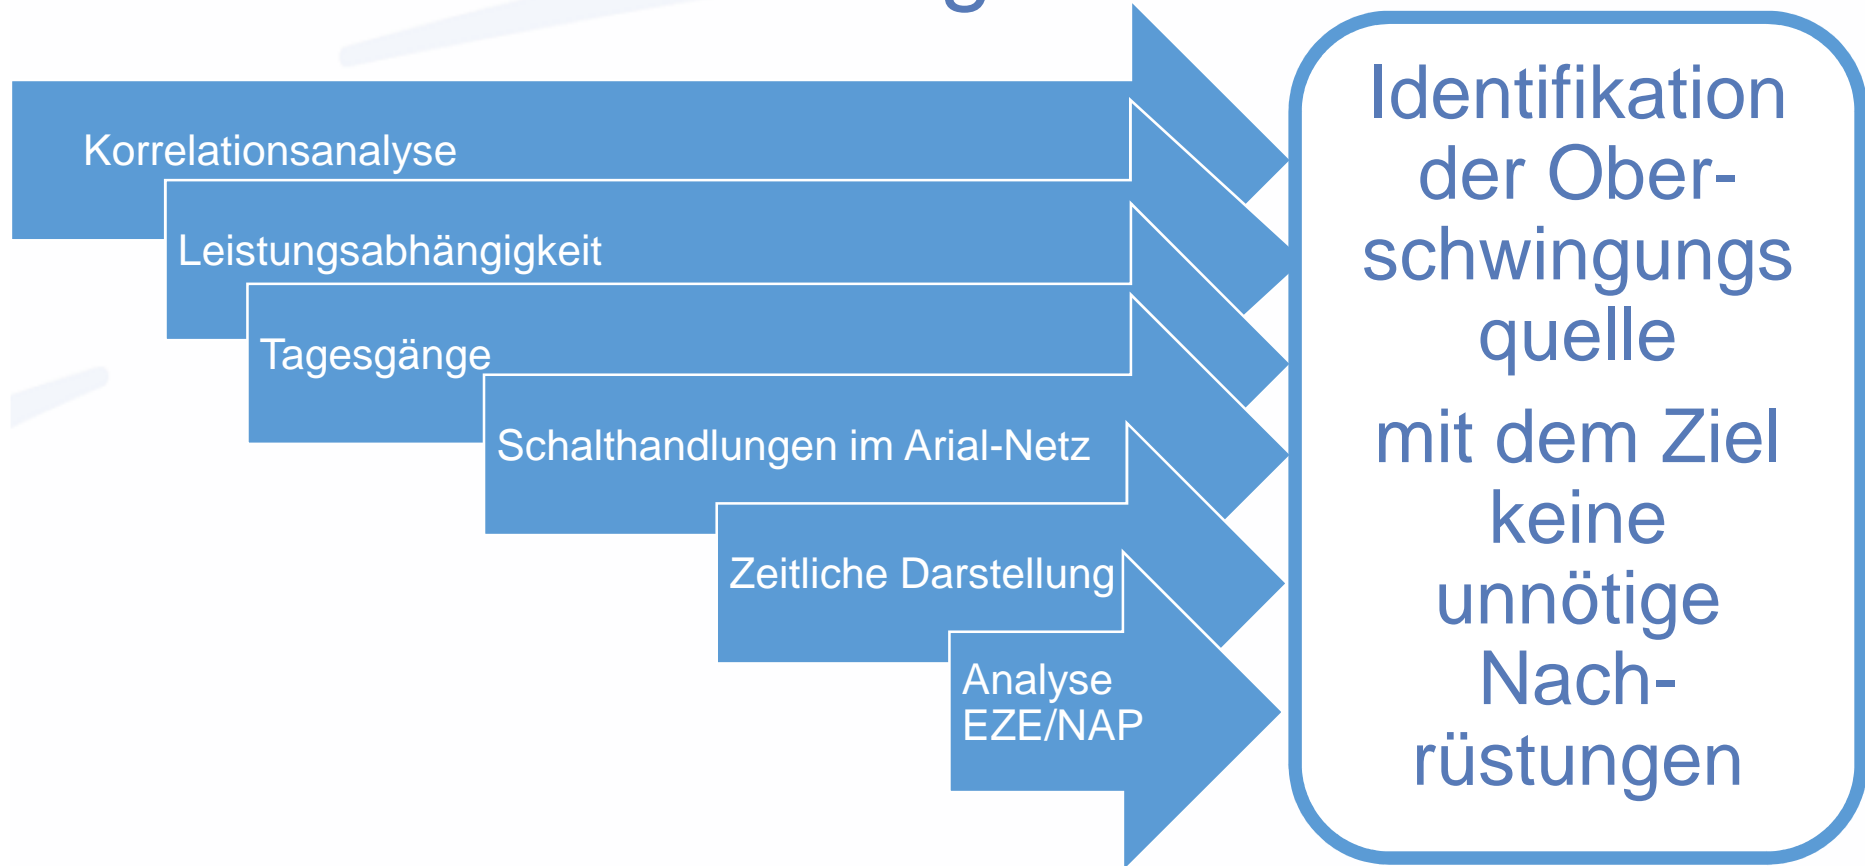 Korrelationsanalyse
Leistungsabhängigkeit
Tagesgänge
Schalthandlungen im Arial-Netz
Zeitliche Darstellung
Analyse
EZE/NAP
Identifikation
der Ober-
schwingungs
quelle
mit dem Ziel
keine
unnötige
Nach-
rüstungen